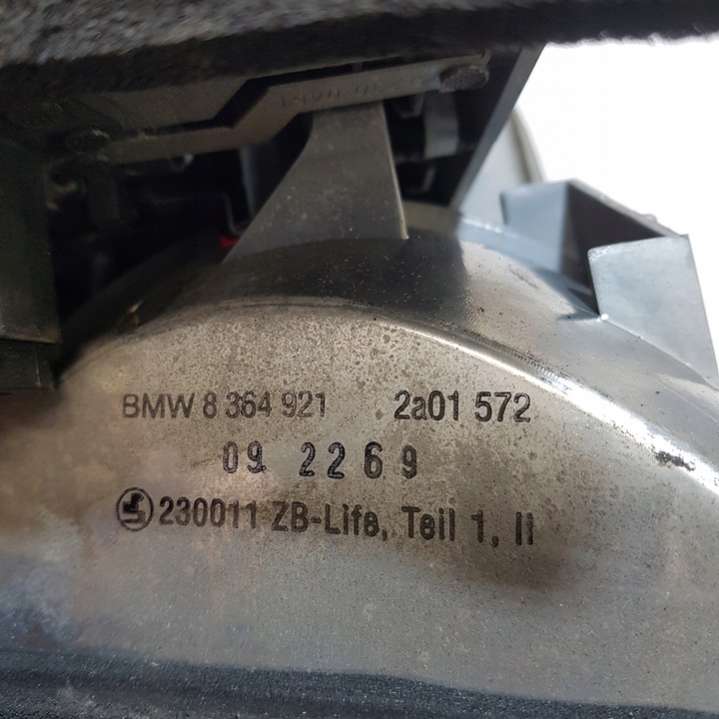 BMW 8 364 921 2a01 572
09 2269
230011 ZB-Life, Teil 1, II